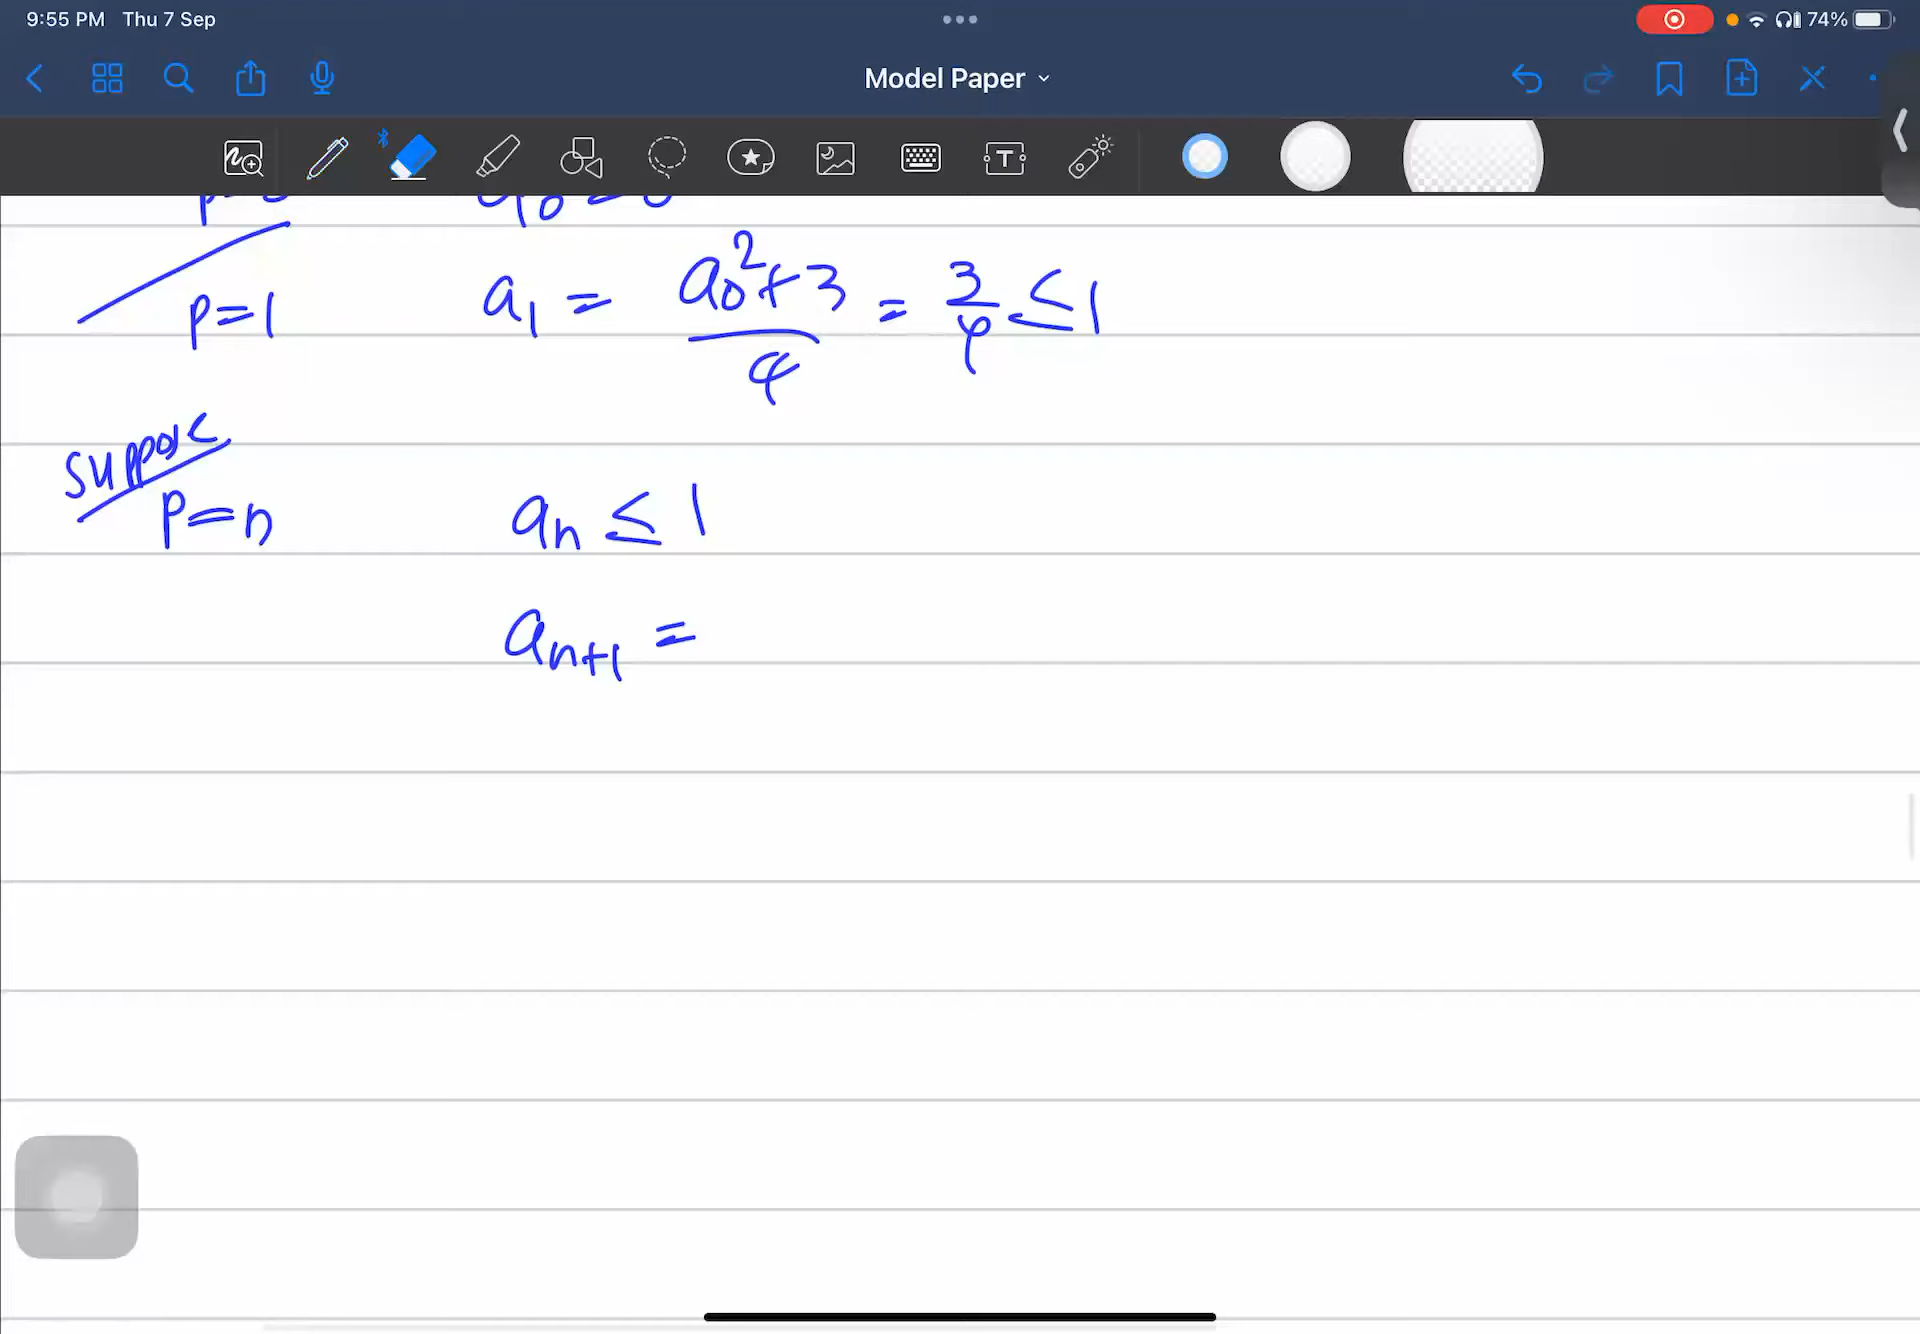 9:55 PM Thu 7 Sep
74%
Model Paper
T
a₁ = (a₀² + 3)/4 = 3/4 ≤ 1
p=1
suppose
p=n
aₙ ≤ 1
aₙ₊₁ =